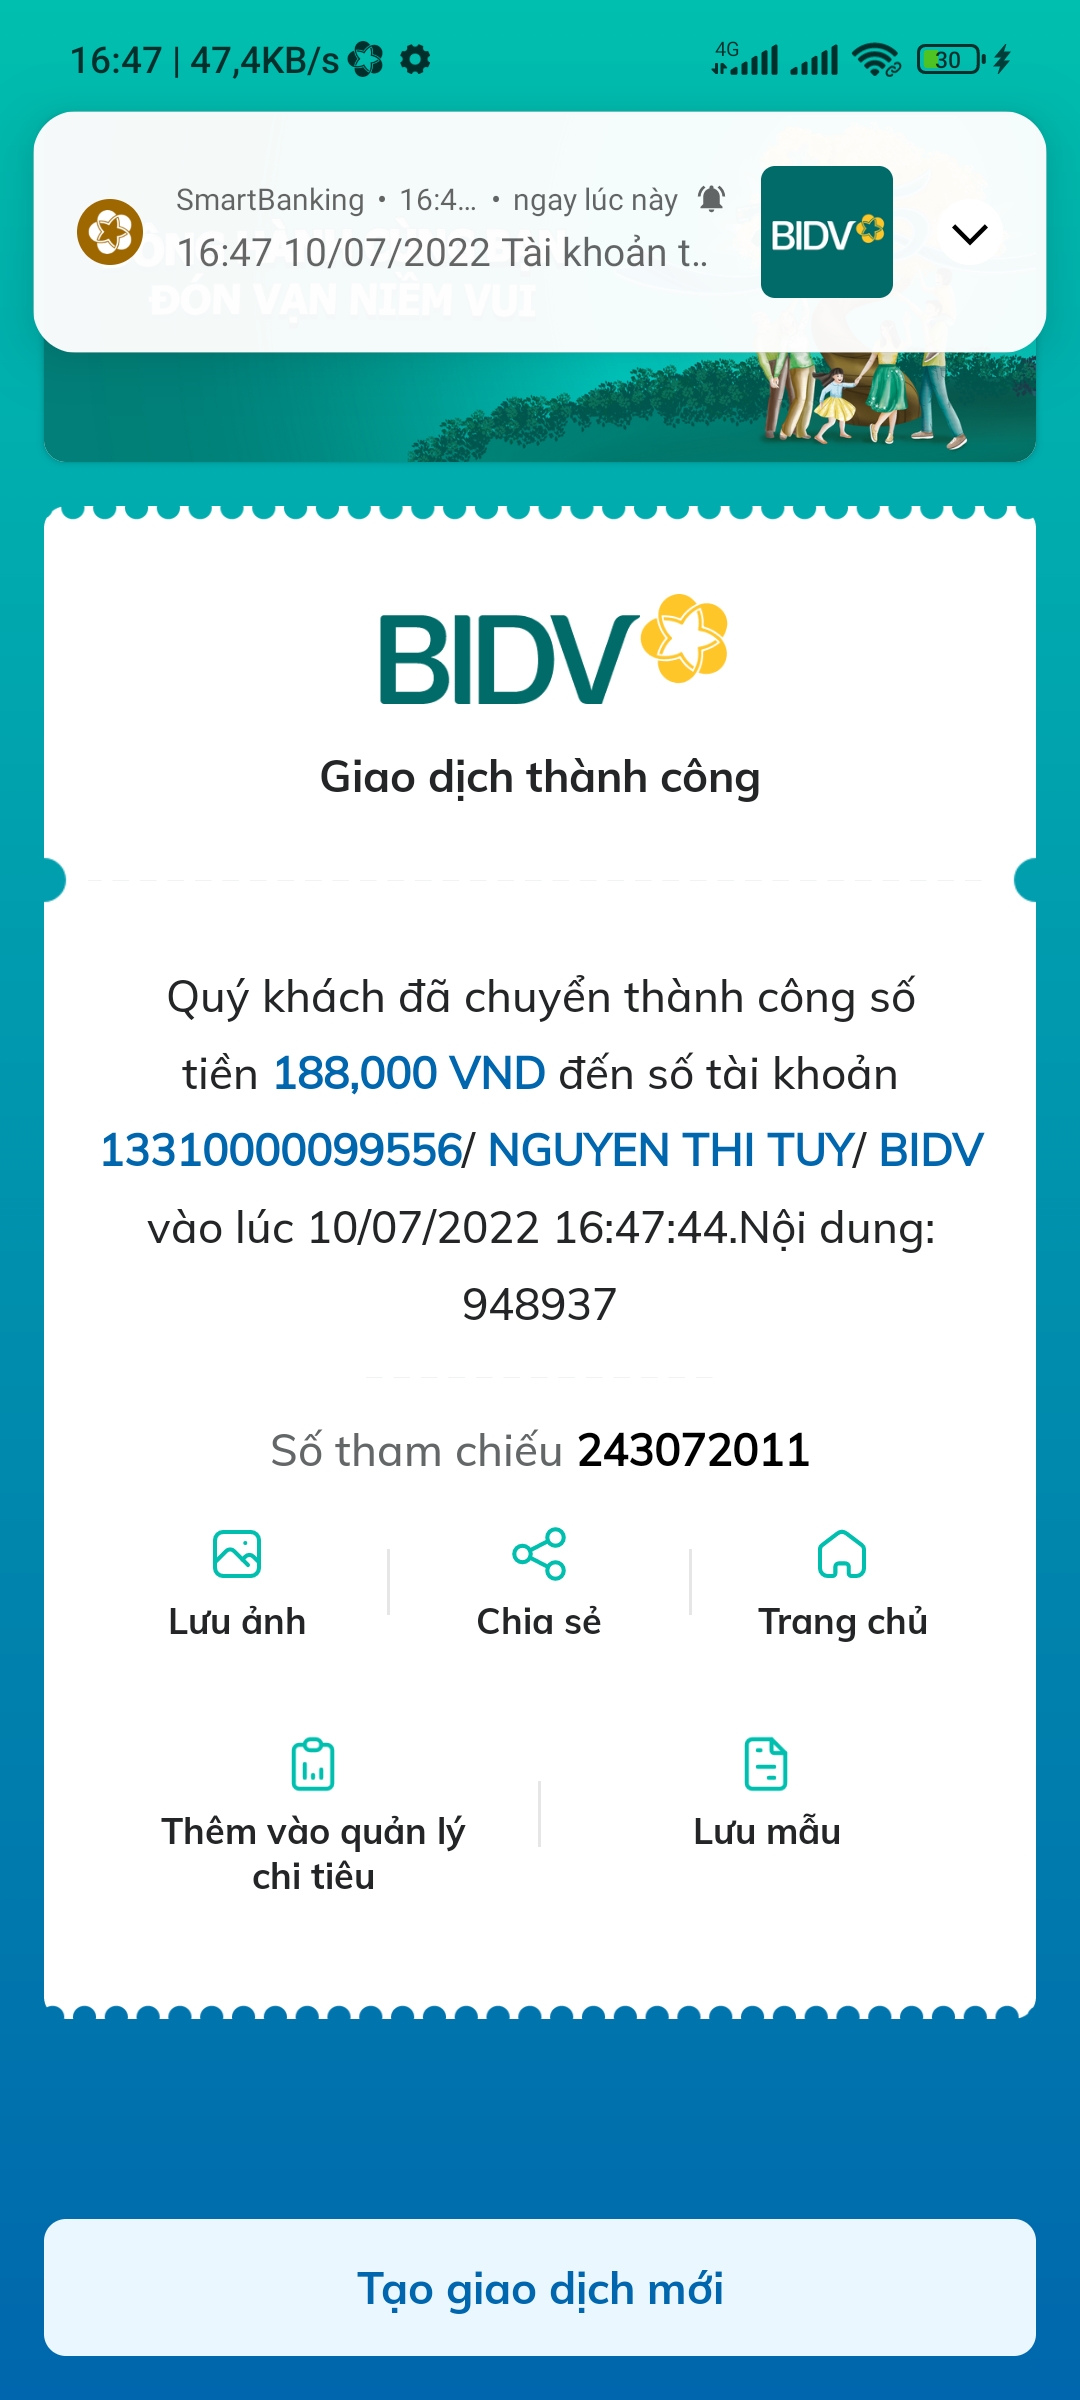 16:47 | 47,4KB/s
4G
30
SmartBanking • 16:4... • ngay lúc này
16:47 10/07/2022 Tài khoản t..
BIDV
ĐÓN VẠN NIỀM VUI
BIDV
Giao dịch thành công
Quý khách đã chuyển thành công số
tiền 188,000 VND đến số tài khoản
13310000099556/ NGUYEN THI TUY/ BIDV
vào lúc 10/07/2022 16:47:44.Nội dung:
948937
Số tham chiếu 243072011
Lưu ảnh
Chia sẻ
Trang chủ
Thêm vào quản lý
chi tiêu
Lưu mẫu
Tạo giao dịch mới